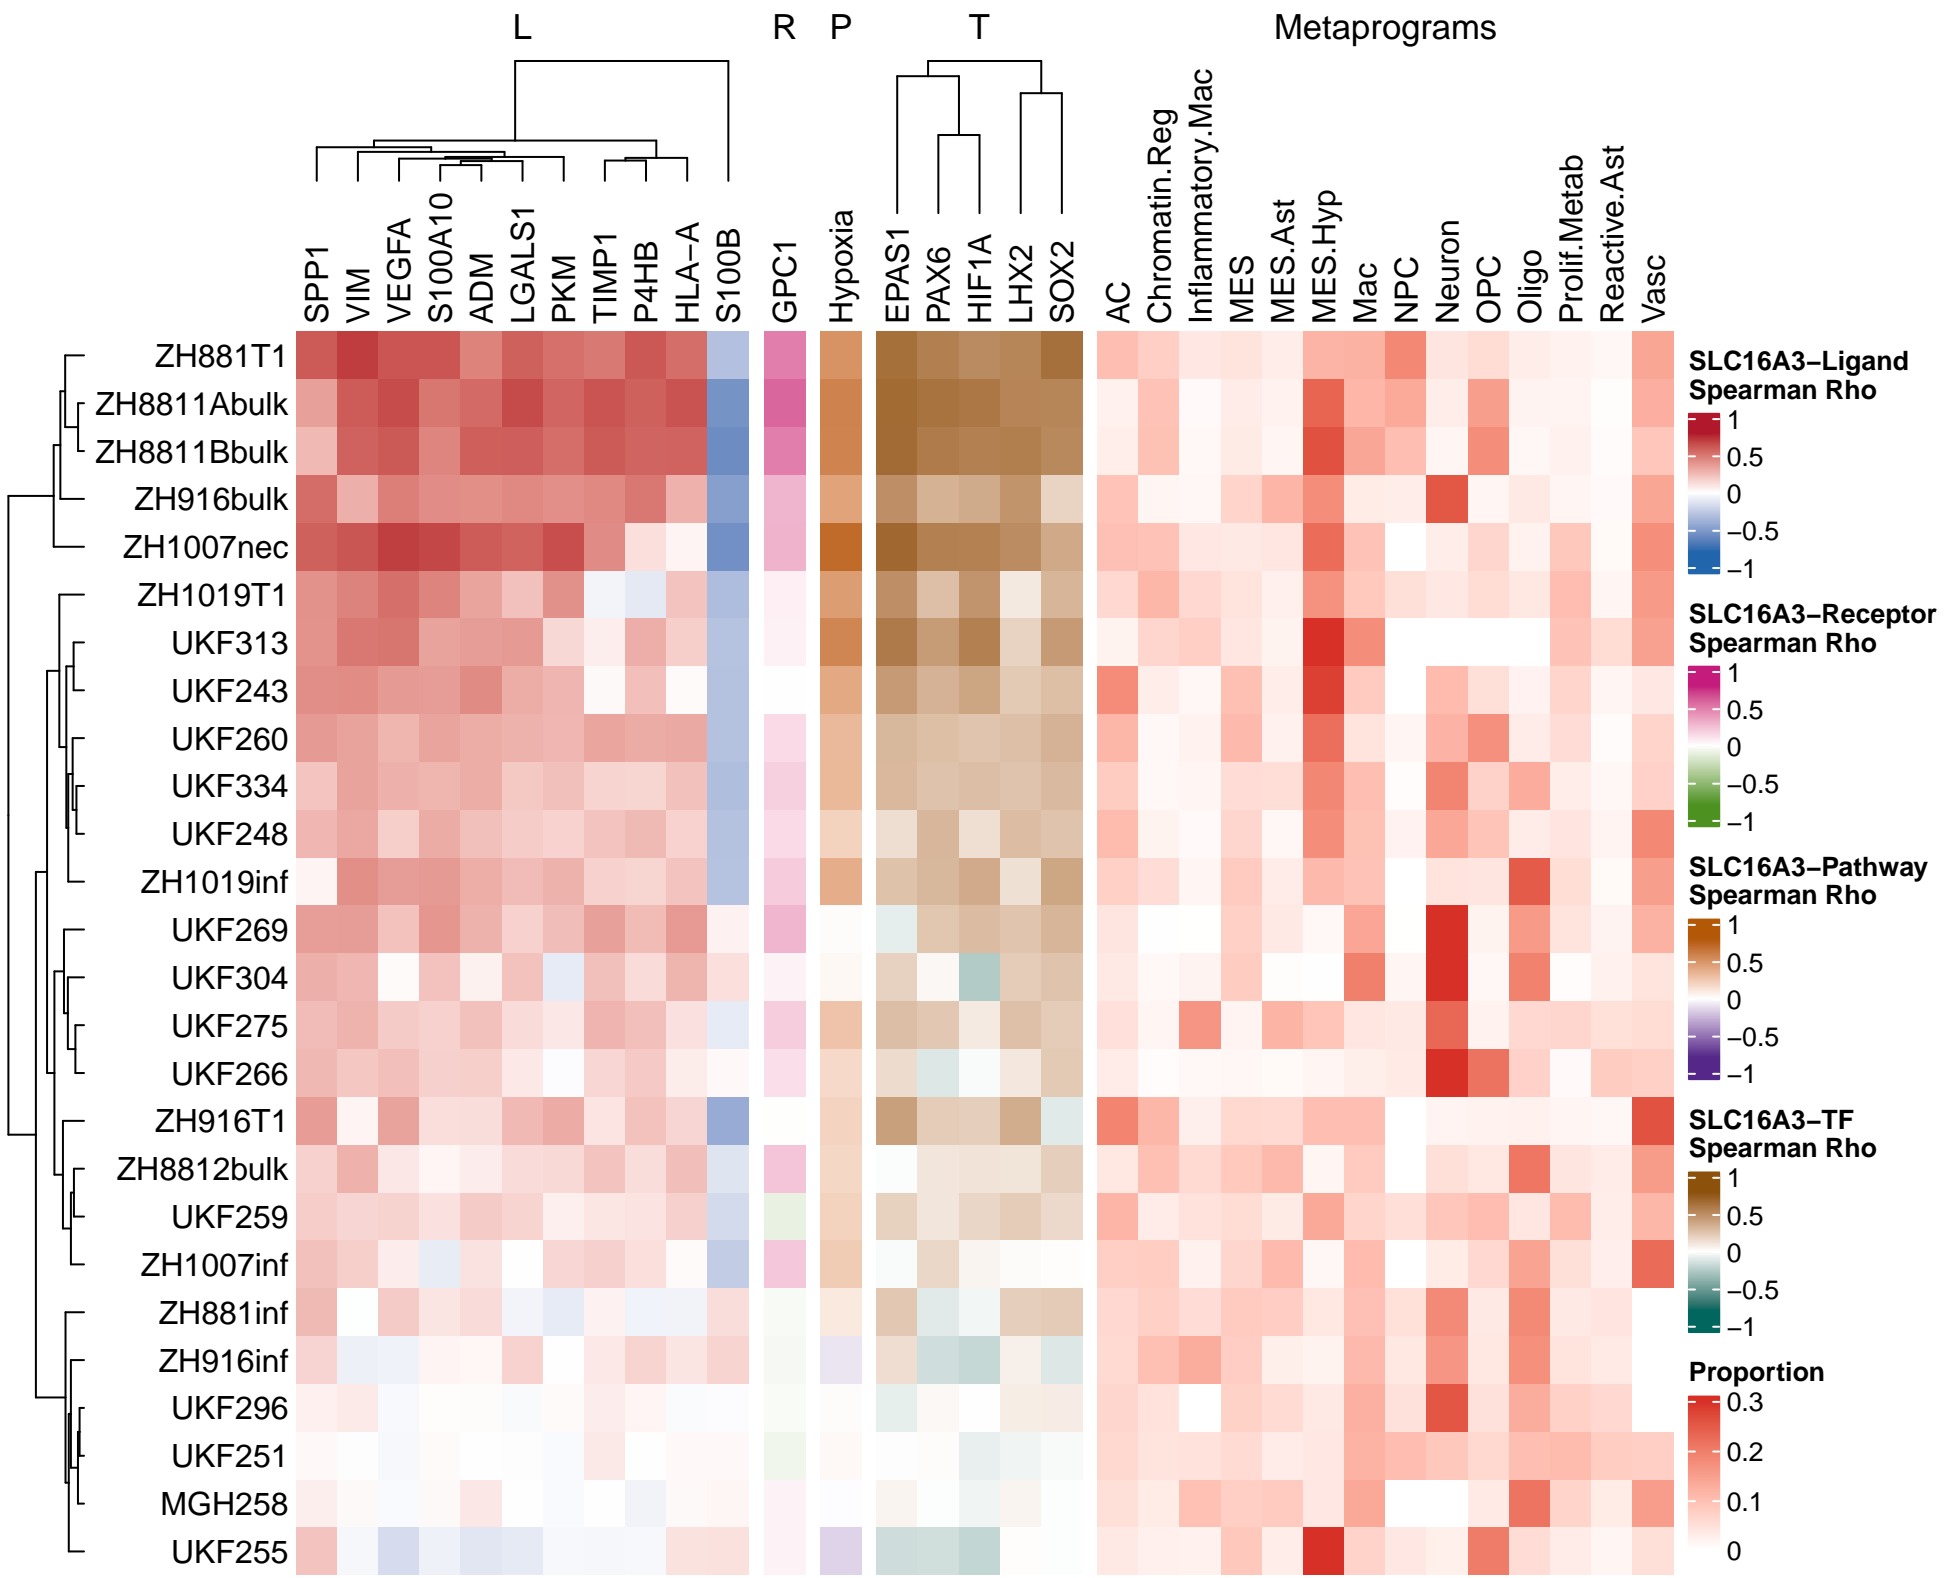 L R P T Metaprograms
SPP1 VIM VEGFA S100A10 ADM LGALS1 PKM TIMP1 P4HB HLA−A S100B GPC1 Hypoxia EPAS1 PAX6 HIF1A LHX2 SOX2 AC Chromatin.Reg Inflammatory.Mac MES MES.Ast MES.Hyp Mac NPC Neuron OPC Oligo Prolif.Metab Reactive.Ast Vasc
ZH881T1
ZH8811Abulk
ZH8811Bbulk
ZH916bulk
ZH1007nec
ZH1019T1
UKF313
UKF243
UKF260
UKF334
UKF248
ZH1019inf
UKF269
UKF304
UKF275
UKF266
ZH916T1
ZH8812bulk
UKF259
ZH1007inf
ZH881inf
ZH916inf
UKF296
UKF251
MGH258
UKF255
SLC16A3−Ligand
Spearman Rho
1
0.5
0
−0.5
−1
SLC16A3−Receptor
Spearman Rho
1
0.5
0
−0.5
−1
SLC16A3−Pathway
Spearman Rho
1
0.5
0
−0.5
−1
SLC16A3−TF
Spearman Rho
1
0.5
0
−0.5
−1
Proportion
0.3
0.2
0.1
0